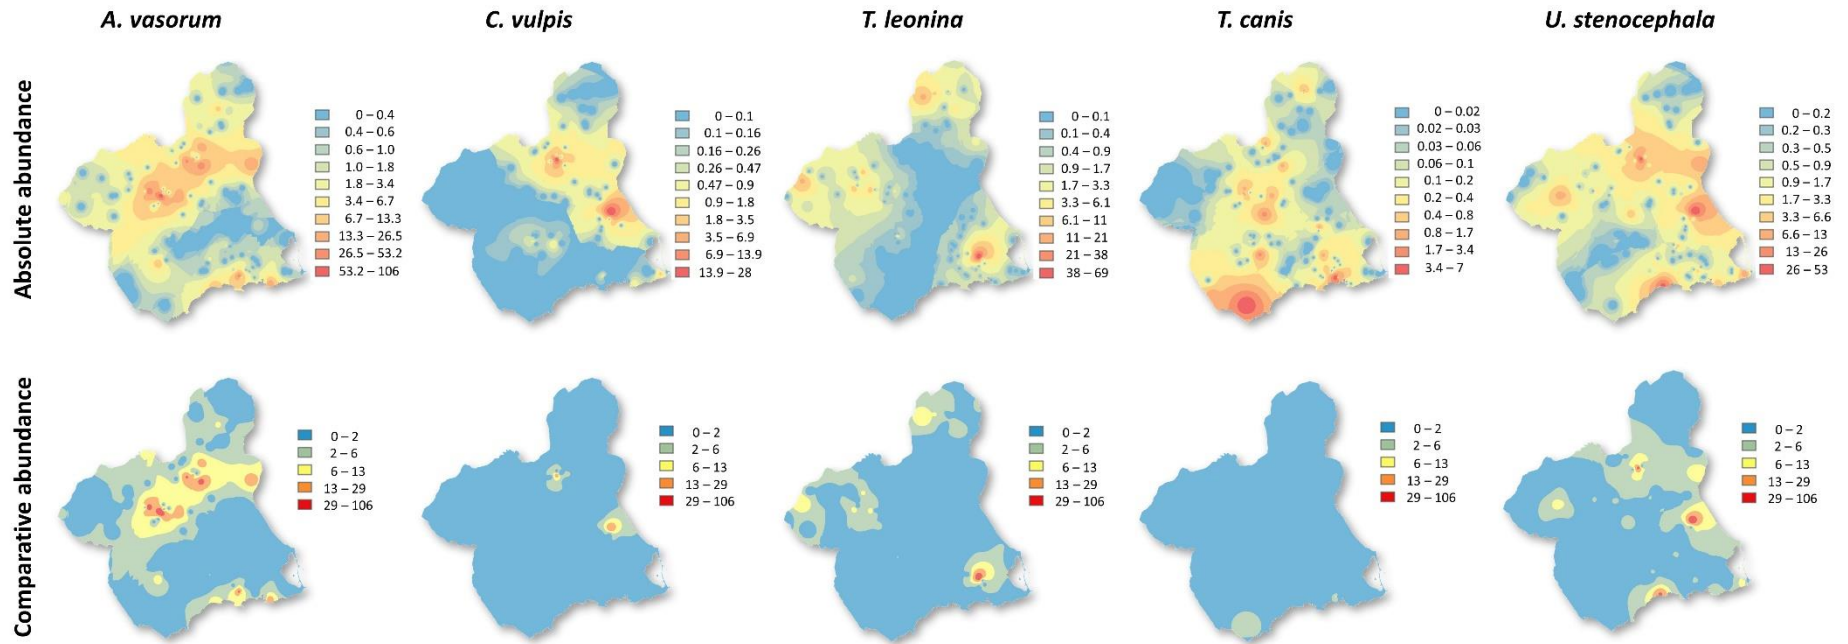 A. vasorum
C. vulpis
T. leonina
T. canis
U. stenocephala
Absolute abundance
0 – 0.4
0.4 – 0.6
0.6 – 1.0
1.0 – 1.8
1.8 – 3.4
3.4 – 6.7
6.7 – 13.3
13.3 – 26.5
26.5 – 53.2
53.2 – 106
0 – 0.1
0.1 – 0.16
0.16 – 0.26
0.26 – 0.47
0.47 – 0.9
0.9 – 1.8
1.8 – 3.5
3.5 – 6.9
6.9 – 13.9
13.9 – 28
0 – 0.1
0.1 – 0.4
0.4 – 0.9
0.9 – 1.7
1.7 – 3.3
3.3 – 6.1
6.1 – 11
11 – 21
21 – 38
38 – 69
0 – 0.02
0.02 – 0.03
0.03 – 0.06
0.06 – 0.1
0.1 – 0.2
0.2 – 0.4
0.4 – 0.8
0.8 – 1.7
1.7 – 3.4
3.4 – 7
0 – 0.2
0.2 – 0.3
0.3 – 0.5
0.5 – 0.9
0.9 – 1.7
1.7 – 3.3
3.3 – 6.6
6.6 – 13
13 – 26
26 – 53
Comparative abundance
0 – 2
2 – 6
6 – 13
13 – 29
29 – 106
0 – 2
2 – 6
6 – 13
13 – 29
29 – 106
0 – 2
2 – 6
6 – 13
13 – 29
29 – 106
0 – 2
2 – 6
6 – 13
13 – 29
29 – 106
0 – 2
2 – 6
6 – 13
13 – 29
29 – 106